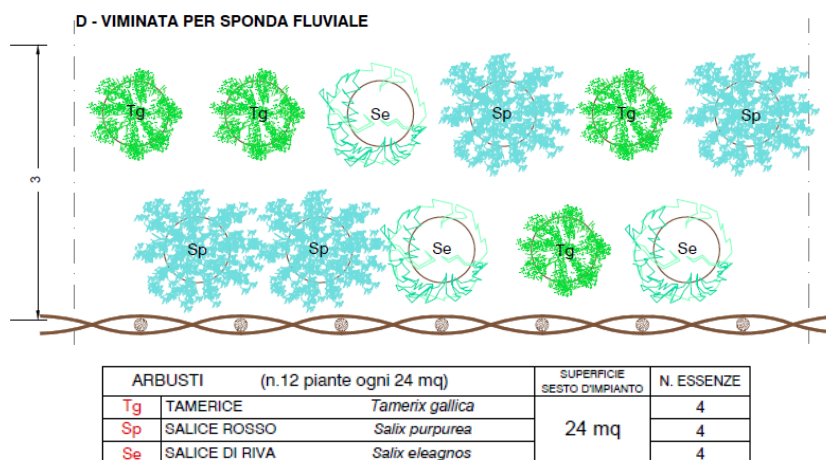 D - VIMINATA PER SPONDA FLUVIALE
Tg Tg Se Sp Tg Sp
3
Sp Sp Se Tg Se
ARBUSTI (n.12 piante ogni 24 mq) SUPERFICIE SESTO D'IMPIANTO N. ESSENZE
Tg TAMERICE Tamerix gallica 4
Sp SALICE ROSSO Salix purpurea 24 mq 4
Se SALICE DI RIVA Salix eleagnos 4